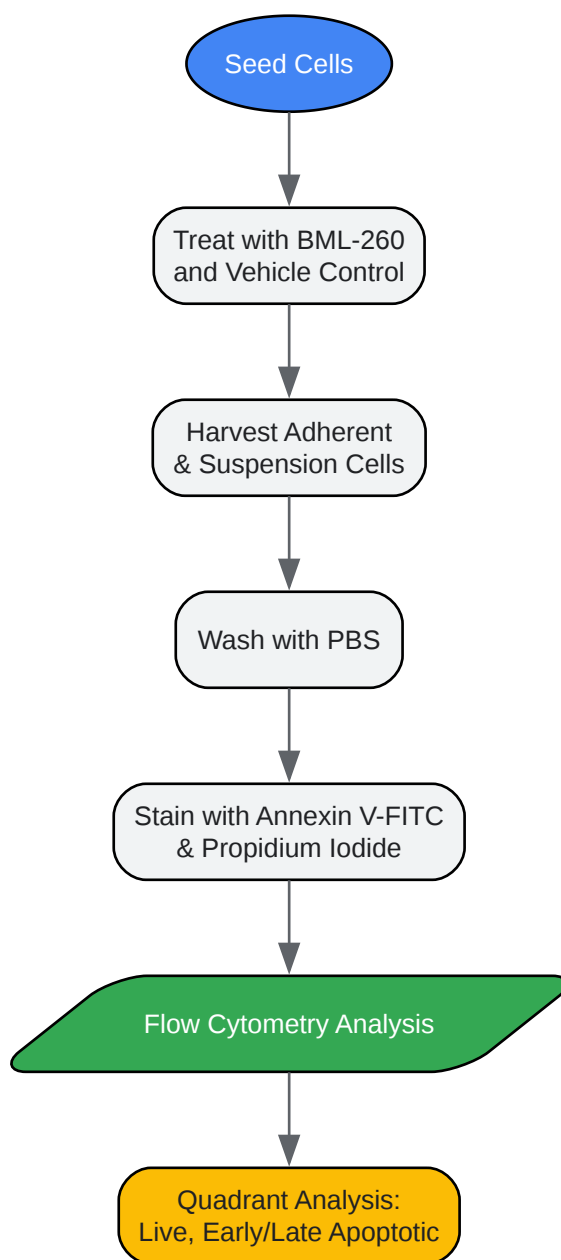 Seed Cells
Treat with BML-260
and Vehicle Control
Harvest Adherent
& Suspension Cells
Wash with PBS
Stain with Annexin V-FITC
& Propidium Iodide
Flow Cytometry Analysis
Quadrant Analysis:
Live, Early/Late Apoptotic